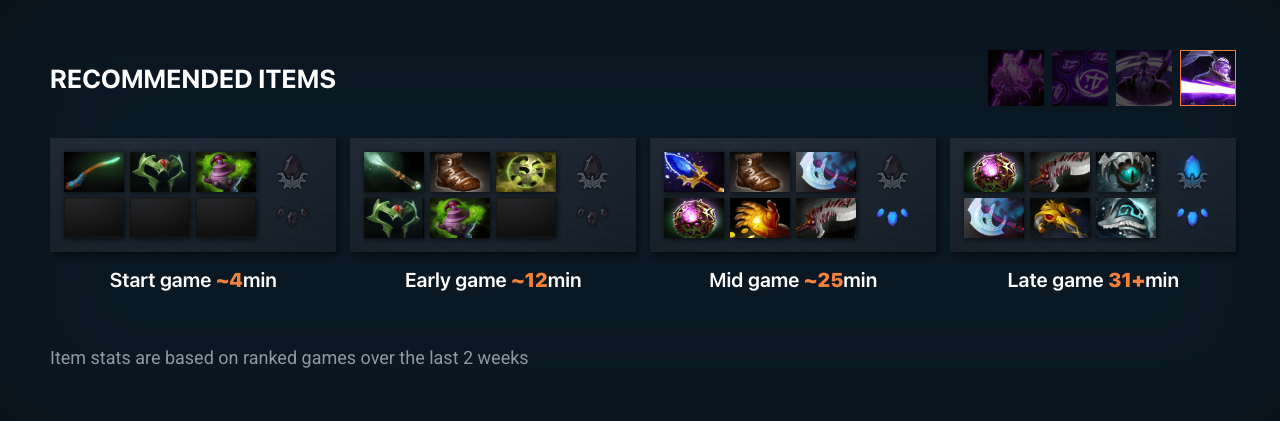 RECOMMENDED ITEMS
Start game ~4min
Early game ~12min
Mid game ~25min
Late game 31+min
Item stats are based on ranked games over the last 2 weeks